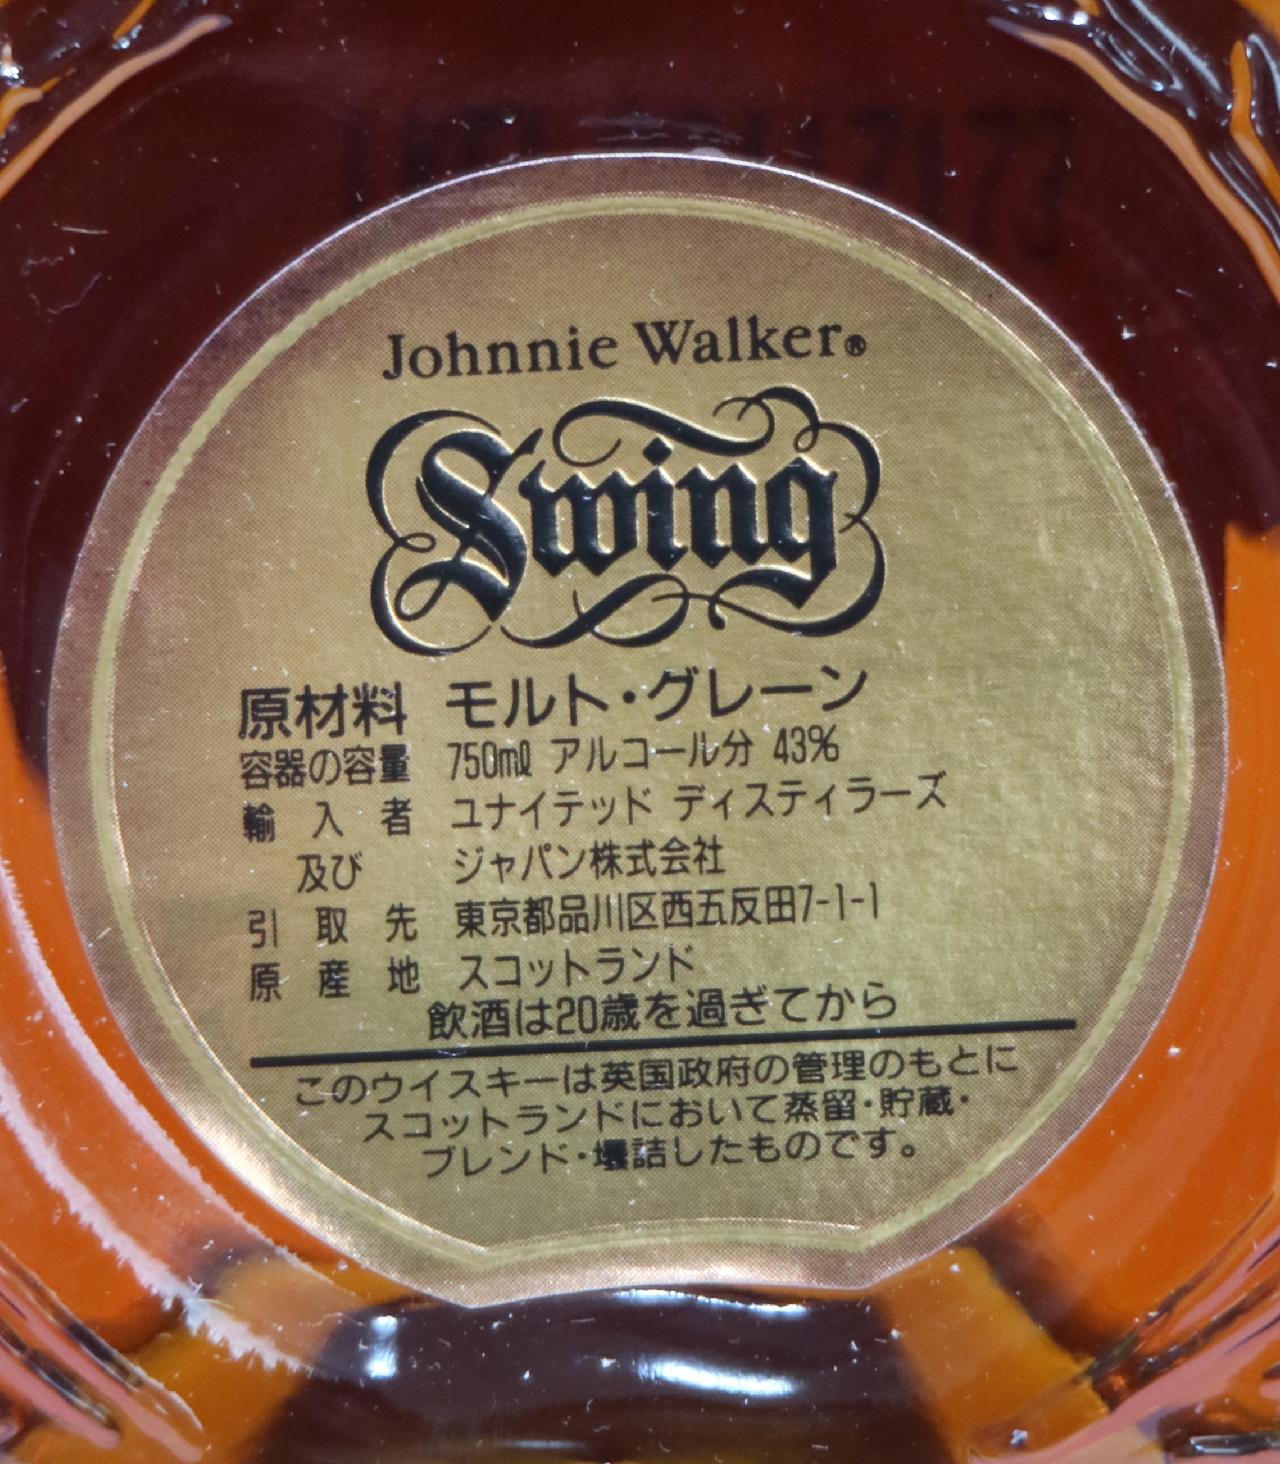 Johnnie Walker®
Swing
原材料 モルト・グレーン
容器の容量 750ml アルコール分 43%
輸入者 ユナイテッド ディスティラーズ
及び ジャパン株式会社
引取先 東京都品川区西五反田7-1-1
原産地 スコットランド
飲酒は20歳を過ぎてから
このウイスキーは英国政府の管理のもとに
スコットランドにおいて蒸留・貯蔵・
ブレンド・壜詰したものです。